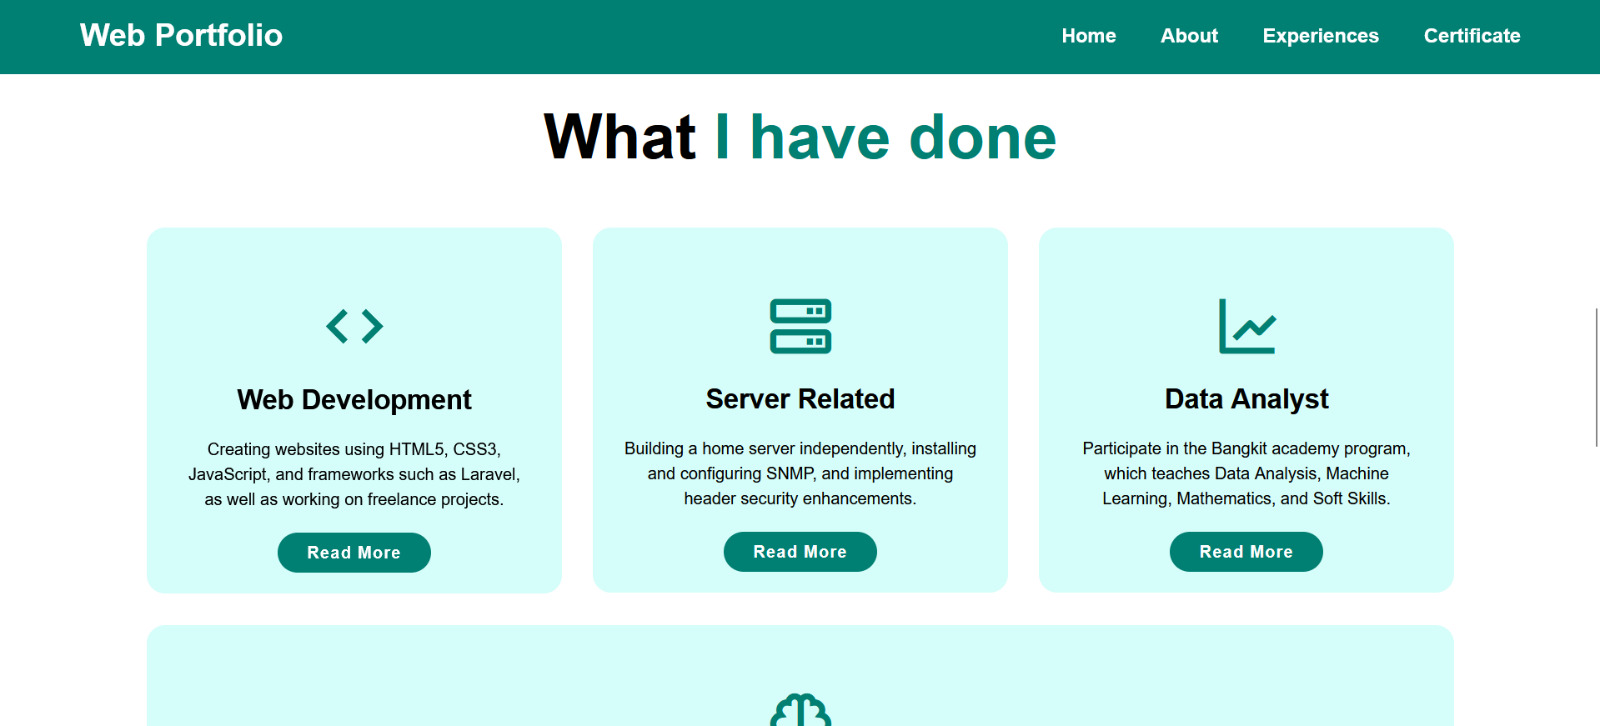 Web Portfolio
Home About Experiences Certificate
What I have done
Web Development
Creating websites using HTML5, CSS3,
JavaScript, and frameworks such as Laravel,
as well as working on freelance projects.
Read More
Server Related
Building a home server independently, installing
and configuring SNMP, and implementing
header security enhancements.
Read More
Data Analyst
Participate in the Bangkit academy program,
which teaches Data Analysis, Machine
Learning, Mathematics, and Soft Skills.
Read More